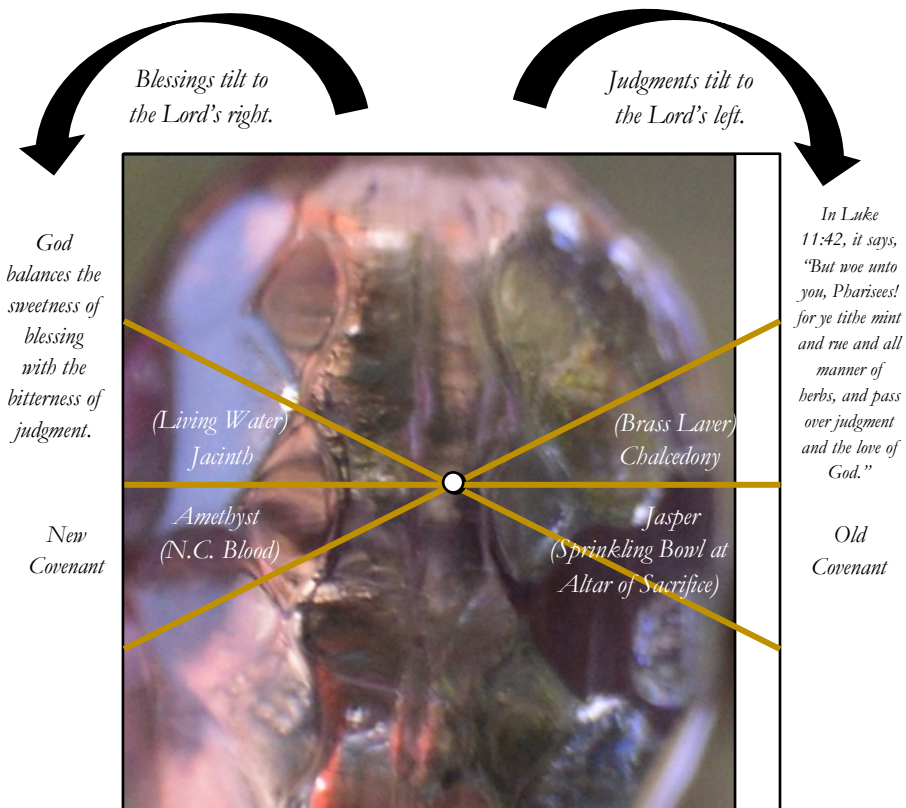 Blessings tilt to
the Lord's right.
Judgments tilt to
the Lord's left.
God
balances the
sweetness of
blessing
with the
bitterness of
judgment.
New
Covenant
(Living Water)
Jacinth
Amethyst
(N.C. Blood)
(Brass Laver)
Chalcedony
Jasper
(Sprinkling Bowl at
Altar of Sacrifice)
In Luke
11:42, it says,
“But woe unto
you, Pharisees!
for ye tithe mint
and rue and all
manner of
herbs, and pass
over judgment
and the love of
God.”
Old
Covenant